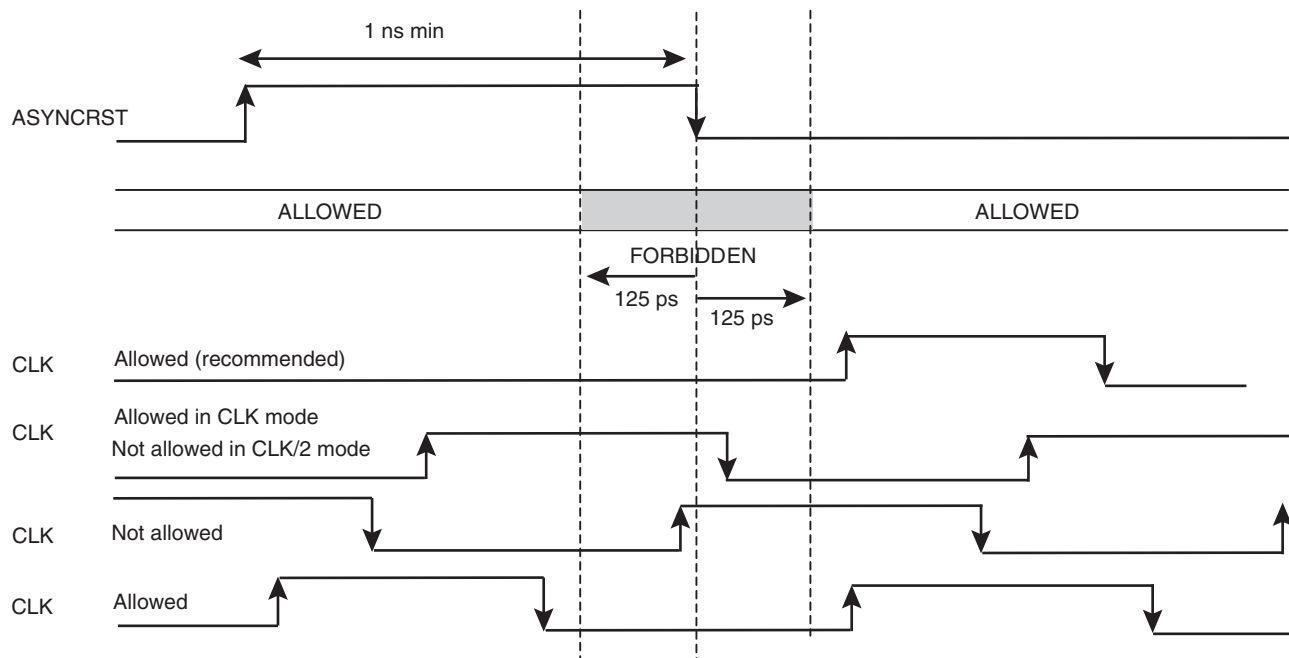 1 ns min
ASYNCRST
ALLOWED
ALLOWED
FORBIDDEN
125 ps
125 ps
CLK
Allowed (recommended)
CLK
Allowed in CLK mode
Not allowed in CLK/2 mode
CLK
Not allowed
CLK
Allowed